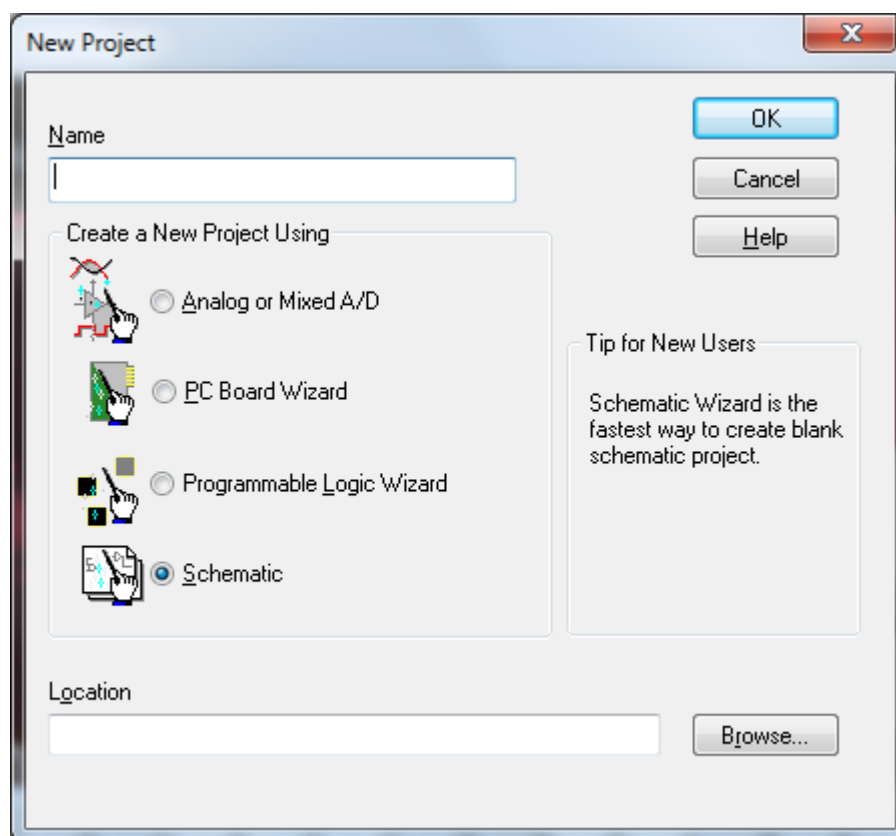 New Project
Name
OK
Cancel
Help
Create a New Project Using
Analog or Mixed A/D
PC Board Wizard
Programmable Logic Wizard
Schematic
Tip for New Users
Schematic Wizard is the
fastest way to create blank
schematic project.
Location
Browse...